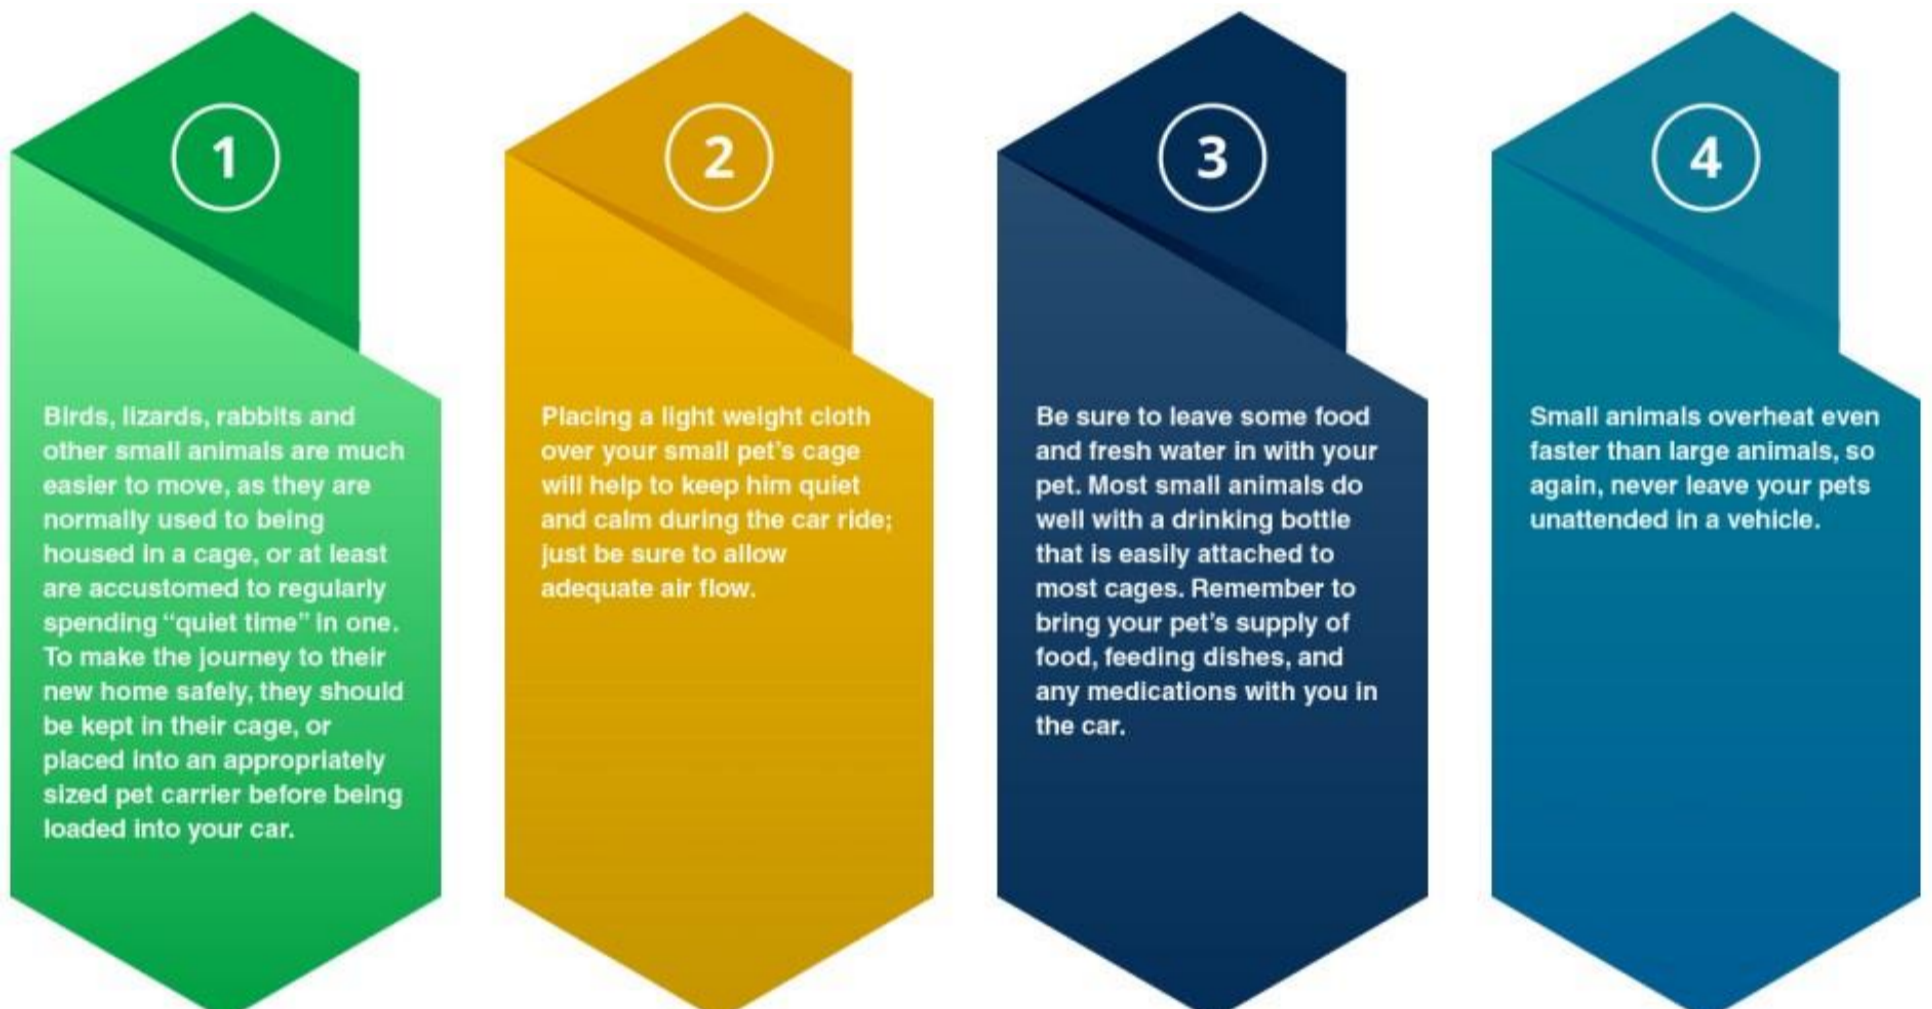 1
Birds, lizards, rabbits and
other small animals are much
easier to move, as they are
normally used to being
housed in a cage, or at least
are accustomed to regularly
spending “quiet time” in one.
To make the journey to their
new home safely, they should
be kept in their cage, or
placed into an appropriately
sized pet carrier before being
loaded into your car.
2
Placing a light weight cloth
over your small pet’s cage
will help to keep him quiet
and calm during the car ride;
just be sure to allow
adequate air flow.
3
Be sure to leave some food
and fresh water in with your
pet. Most small animals do
well with a drinking bottle
that is easily attached to
most cages. Remember to
bring your pet’s supply of
food, feeding dishes, and
any medications with you in
the car.
4
Small animals overheat even
faster than large animals, so
again, never leave your pets
unattended in a vehicle.